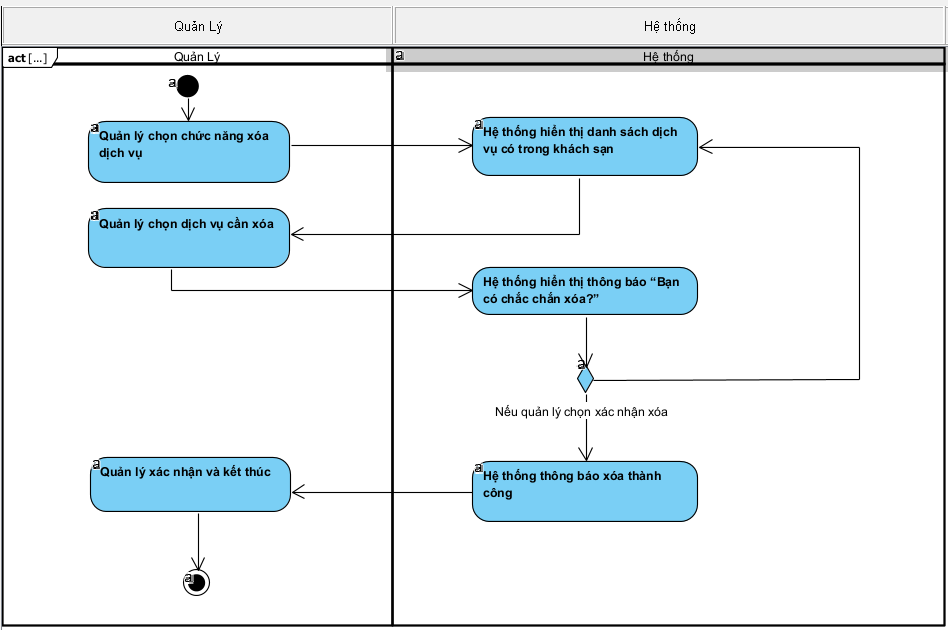 Quản Lý
Hệ thống
act [...]
Quản Lý
a
Hệ thống
a
a
Quản lý chọn chức năng xóa
dịch vụ
a
Hệ thống hiển thị danh sách dịch
vụ có trong khách sạn
a
Quản lý chọn dịch vụ cần xóa
Hệ thống hiển thị thông báo “Bạn
có chắc chắn xóa?”
a
Nếu quản lý chọn xác nhận xóa
a
Quản lý xác nhận và kết thúc
a
Hệ thống thông báo xóa thành
công
a